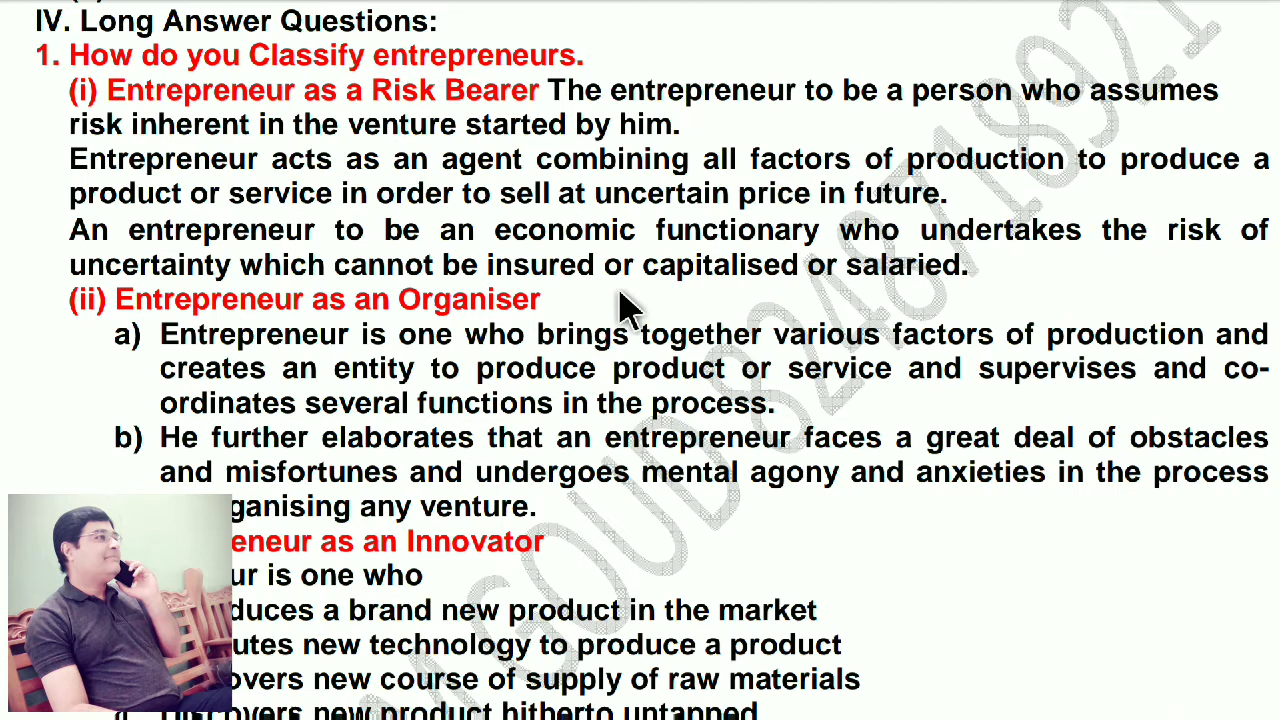 IV. Long Answer Questions:
1. How do you Classify entrepreneurs.
(i) Entrepreneur as a Risk Bearer The entrepreneur to be a person who assumes
risk inherent in the venture started by him.
Entrepreneur acts as an agent combining all factors of production to produce a
product or service in order to sell at uncertain price in future.
An entrepreneur to be an economic functionary who undertakes the risk of
uncertainty which cannot be insured or capitalised or salaried.
(ii) Entrepreneur as an Organiser
a) Entrepreneur is one who brings together various factors of production and
creates an entity to produce product or service and supervises and co-
ordinates several functions in the process.
b) He further elaborates that an entrepreneur faces a great deal of obstacles
and misfortunes and undergoes mental agony and anxieties in the process
ganising any venture.
eneur as an Innovator
ur is one who
duces a brand new product in the market
utes new technology to produce a product
overs new course of supply of raw materials
new product hitherto untapped
GOUD 8248718921